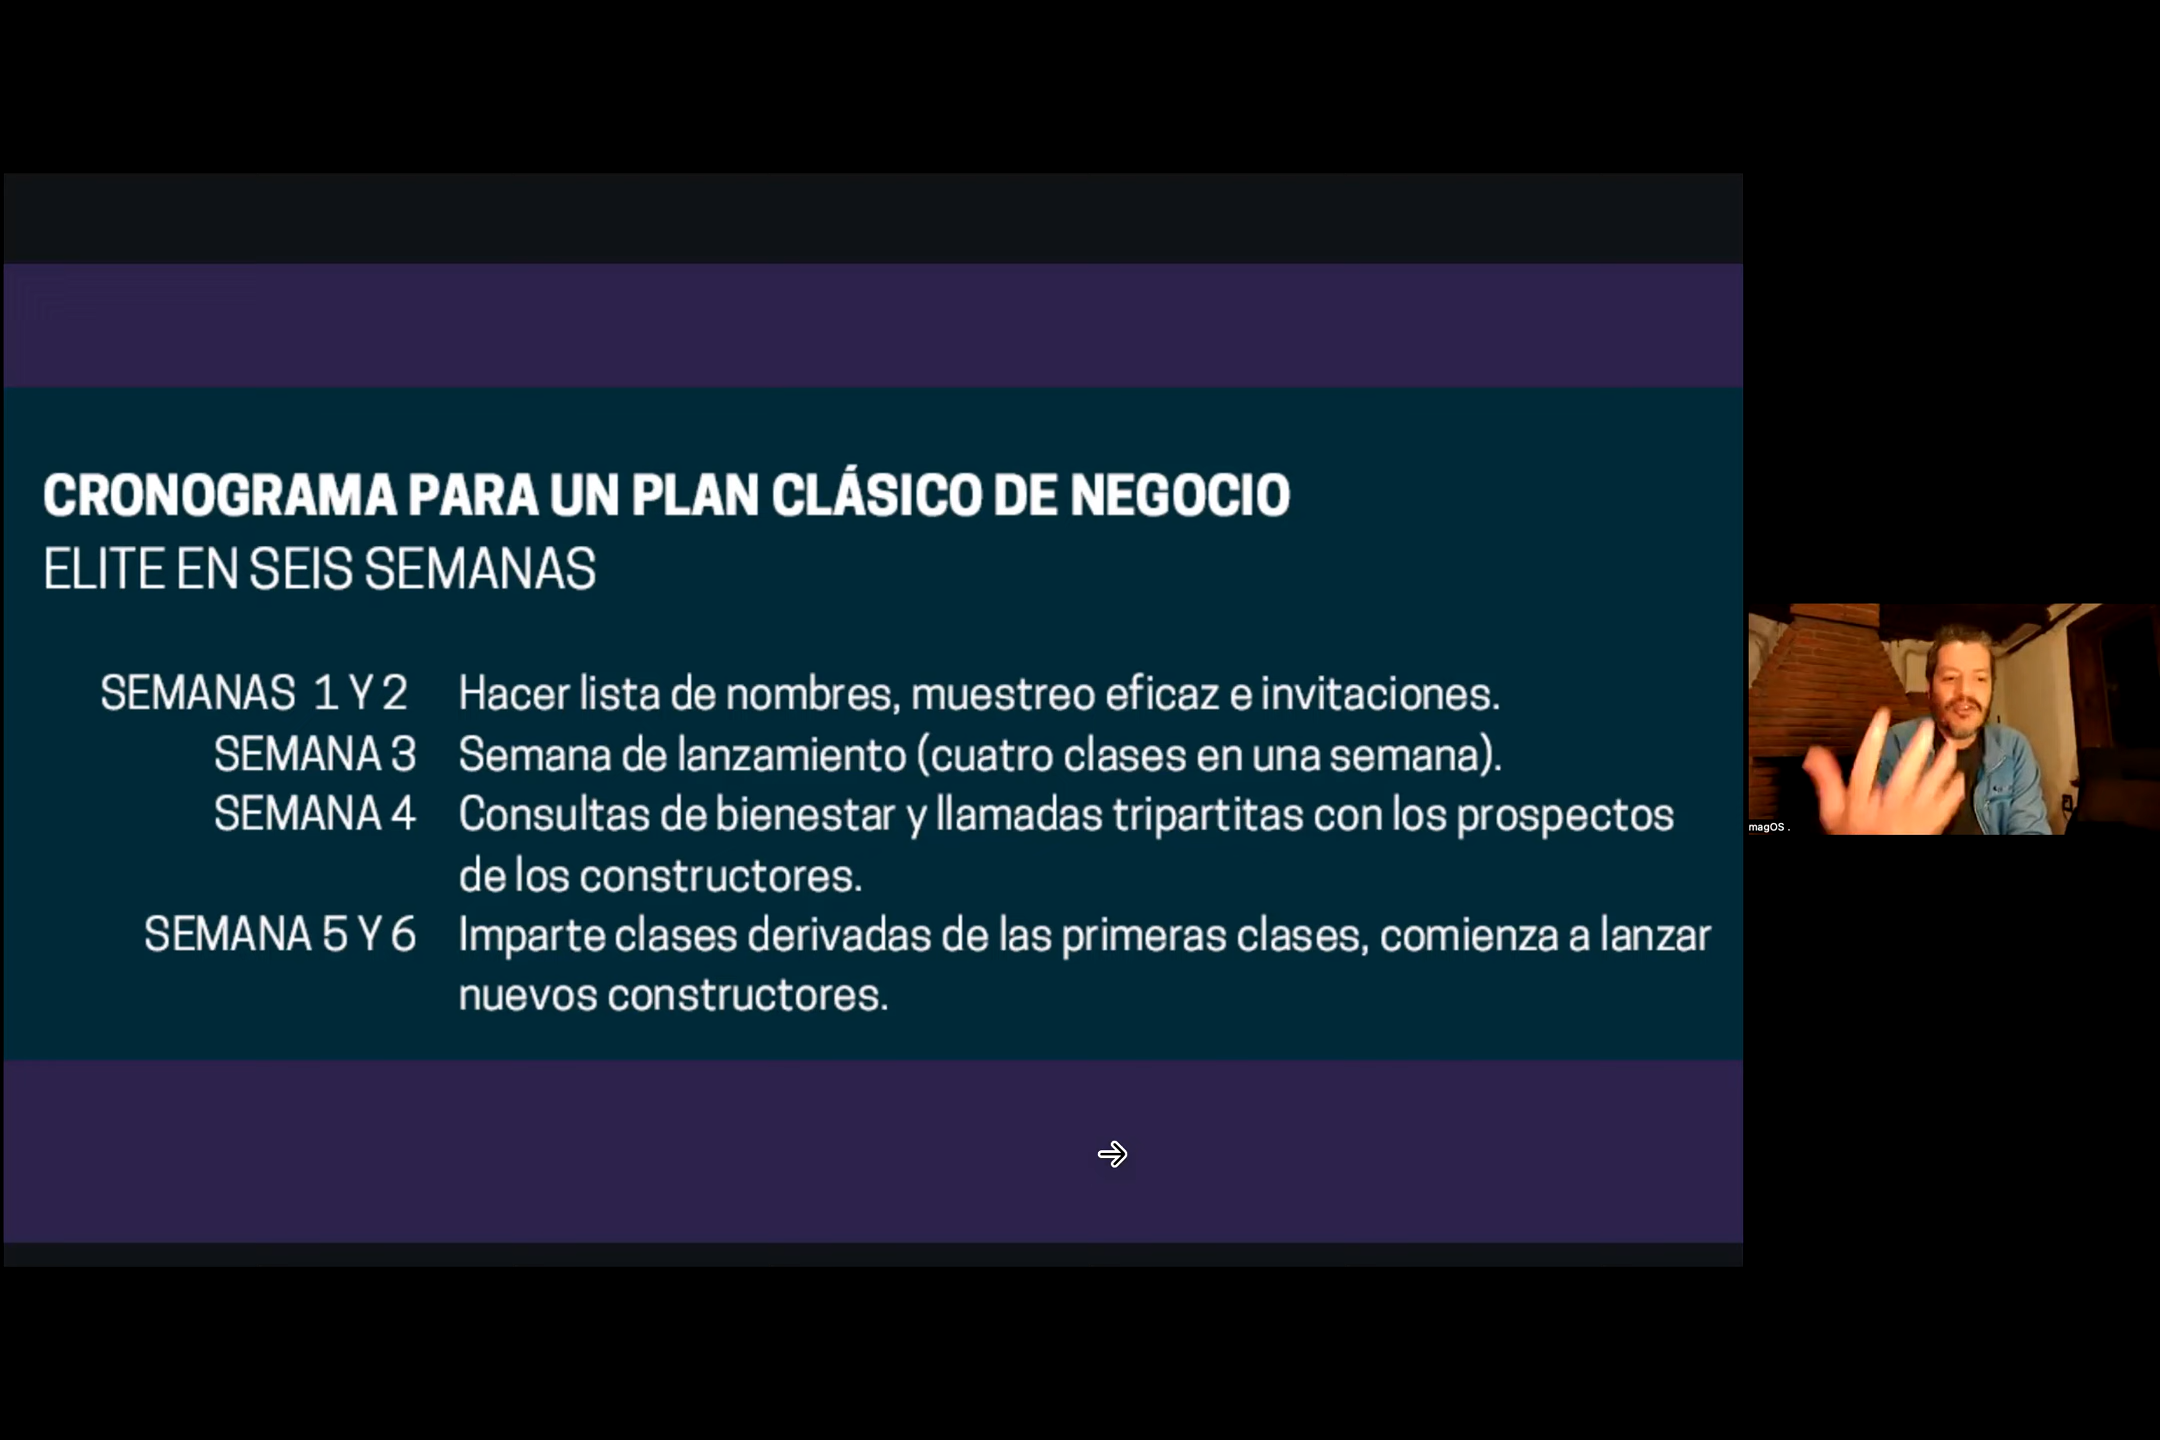 CRONOGRAMA PARA UN PLAN CLÁSICO DE NEGOCIO
ELITE EN SEIS SEMANAS
SEMANAS 1 Y 2 Hacer lista de nombres, muestreo eficaz e invitaciones.
SEMANA 3 Semana de lanzamiento (cuatro clases en una semana).
SEMANA 4 Consultas de bienestar y llamadas tripartitas con los prospectos
de los constructores.
SEMANA 5 Y 6 Imparte clases derivadas de las primeras clases, comienza a lanzar
nuevos constructores.
magOS .